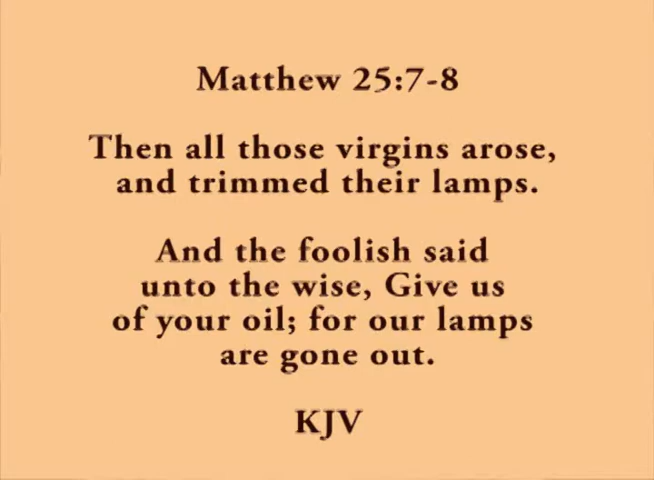 Matthew 25:7-8
Then all those virgins arose,
and trimmed their lamps.
And the foolish said
unto the wise, Give us
of your oil; for our lamps
are gone out.
KJV